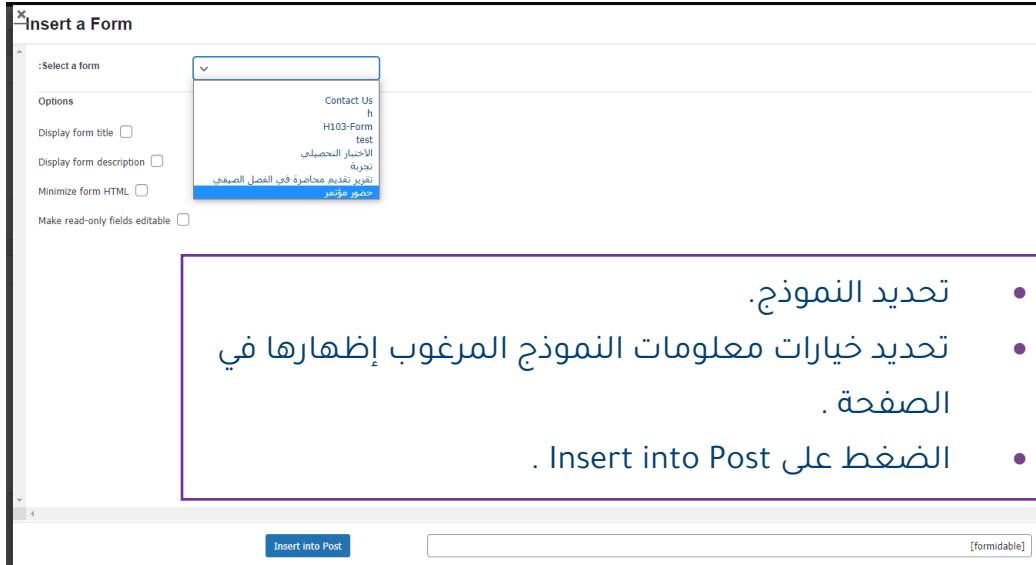 ×
Insert a Form
:Select a form
Contact Us
h
H103-Form
test
الاختبار التحصيلي
تجربة
تقرير تقديم محاضرة في الفصل الصيفي
حضور مؤتمر
Options
Display form title
Display form description
Minimize form HTML
Make read-only fields editable
• تحديد النموذج.
• تحديد خيارات معلومات النموذج المرغوب إظهارها في
الصفحة .
• الضغط على Insert into Post .
Insert into Post
[formidable]